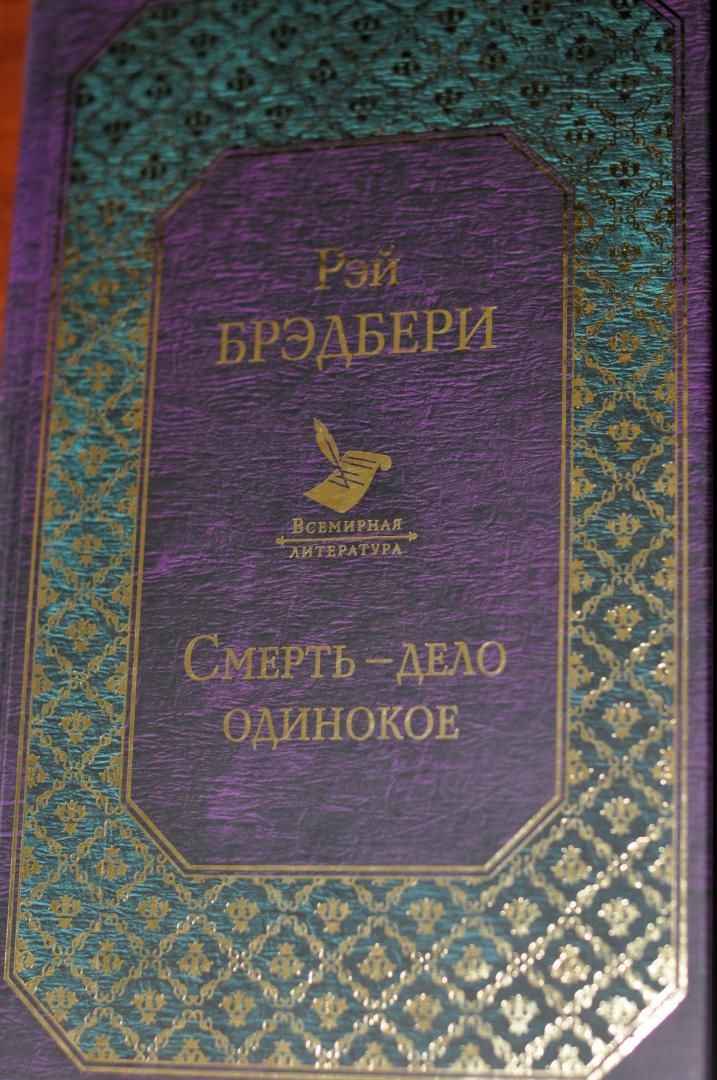 Рэй
БРЭДБЕРИ
Всемирная
литература
Смерть – дело
одинокое